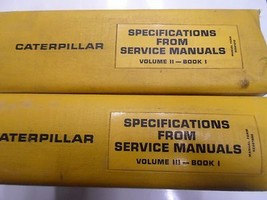 CATERPILLAR
SPECIFICATIONS
FROM
SERVICE MANUALS
VOLUME II — BOOK I
CATERPILLAR
SPECIFICATIONS
FROM
SERVICE MANUALS
VOLUME III — BOOK I